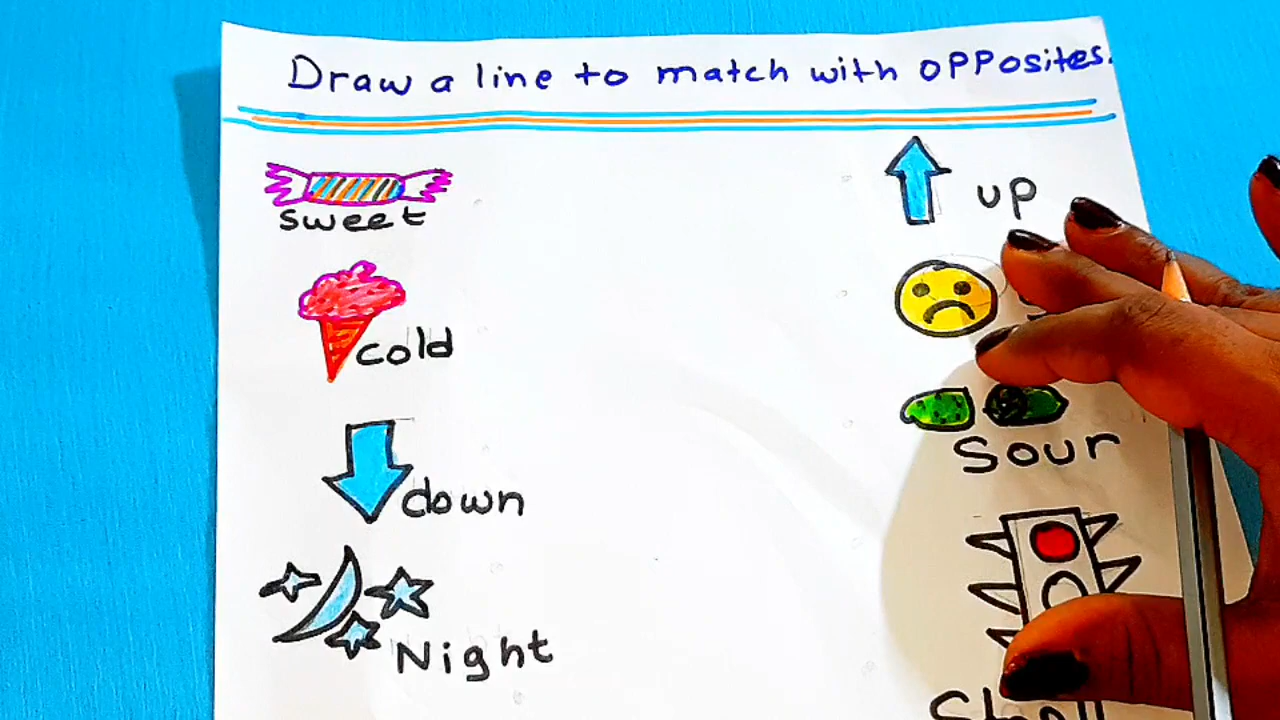 Draw a line to match with opposites.
sweet
up
cold
Sour
down
Night